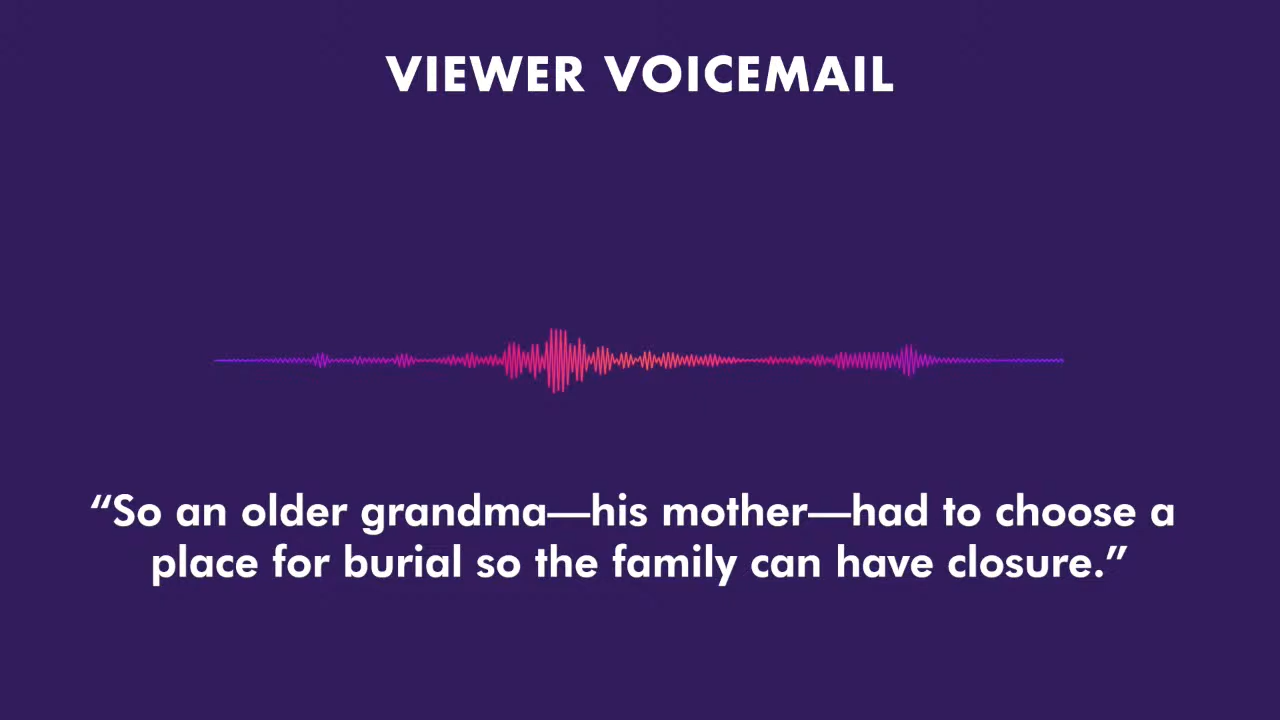 VIEWER VOICEMAIL
“So an older grandma—his mother—had to choose a
place for burial so the family can have closure.”